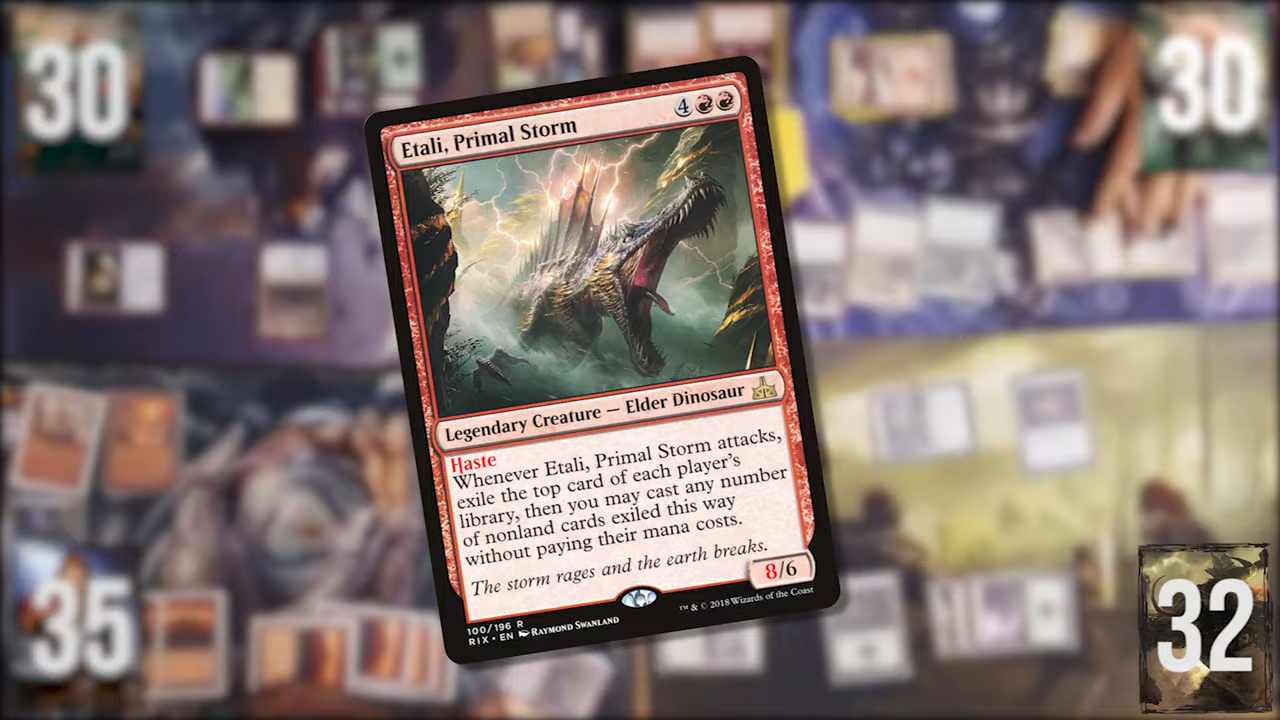 30
30
Etali, Primal Storm
4
Legendary Creature — Elder Dinosaur
Haste
Whenever Etali, Primal Storm attacks,
exile the top card of each player's
library, then you may cast any number
of nonland cards exiled this way
without paying their mana costs.
The storm rages and the earth breaks.
8/6
100/196 R
RIX • EN RAYMOND SWANLAND
™ & © 2018 Wizards of the Coast
35
32